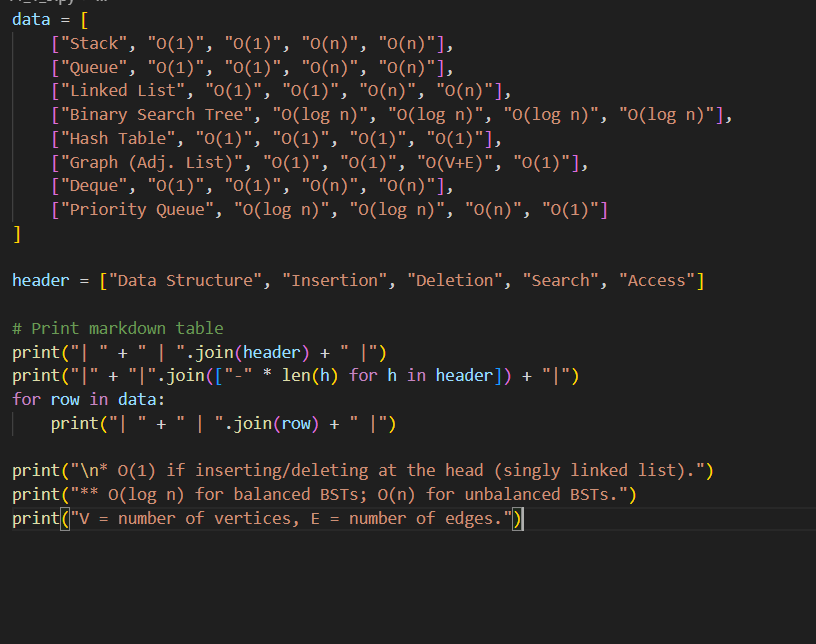 data = [
    ["Stack", "O(1)", "O(1)", "O(n)", "O(n)"],
    ["Queue", "O(1)", "O(1)", "O(n)", "O(n)"],
    ["Linked List", "O(1)", "O(1)", "O(n)", "O(n)"],
    ["Binary Search Tree", "O(log n)", "O(log n)", "O(log n)", "O(log n)"],
    ["Hash Table", "O(1)", "O(1)", "O(1)", "O(1)"],
    ["Graph (Adj. List)", "O(1)", "O(1)", "O(V+E)", "O(1)"],
    ["Deque", "O(1)", "O(1)", "O(n)", "O(n)"],
    ["Priority Queue", "O(log n)", "O(log n)", "O(n)", "O(1)"]
]

header = ["Data Structure", "Insertion", "Deletion", "Search", "Access"]

# Print markdown table
print("| " + " | ".join(header) + " |")
print("|" + "|".join(["-" * len(h) for h in header]) + "|")
for row in data:
    print("| " + " | ".join(row) + " |")

print("\n* O(1) if inserting/deleting at the head (singly linked list).")
print("** O(log n) for balanced BSTs; O(n) for unbalanced BSTs.")
print("V = number of vertices, E = number of edges.")